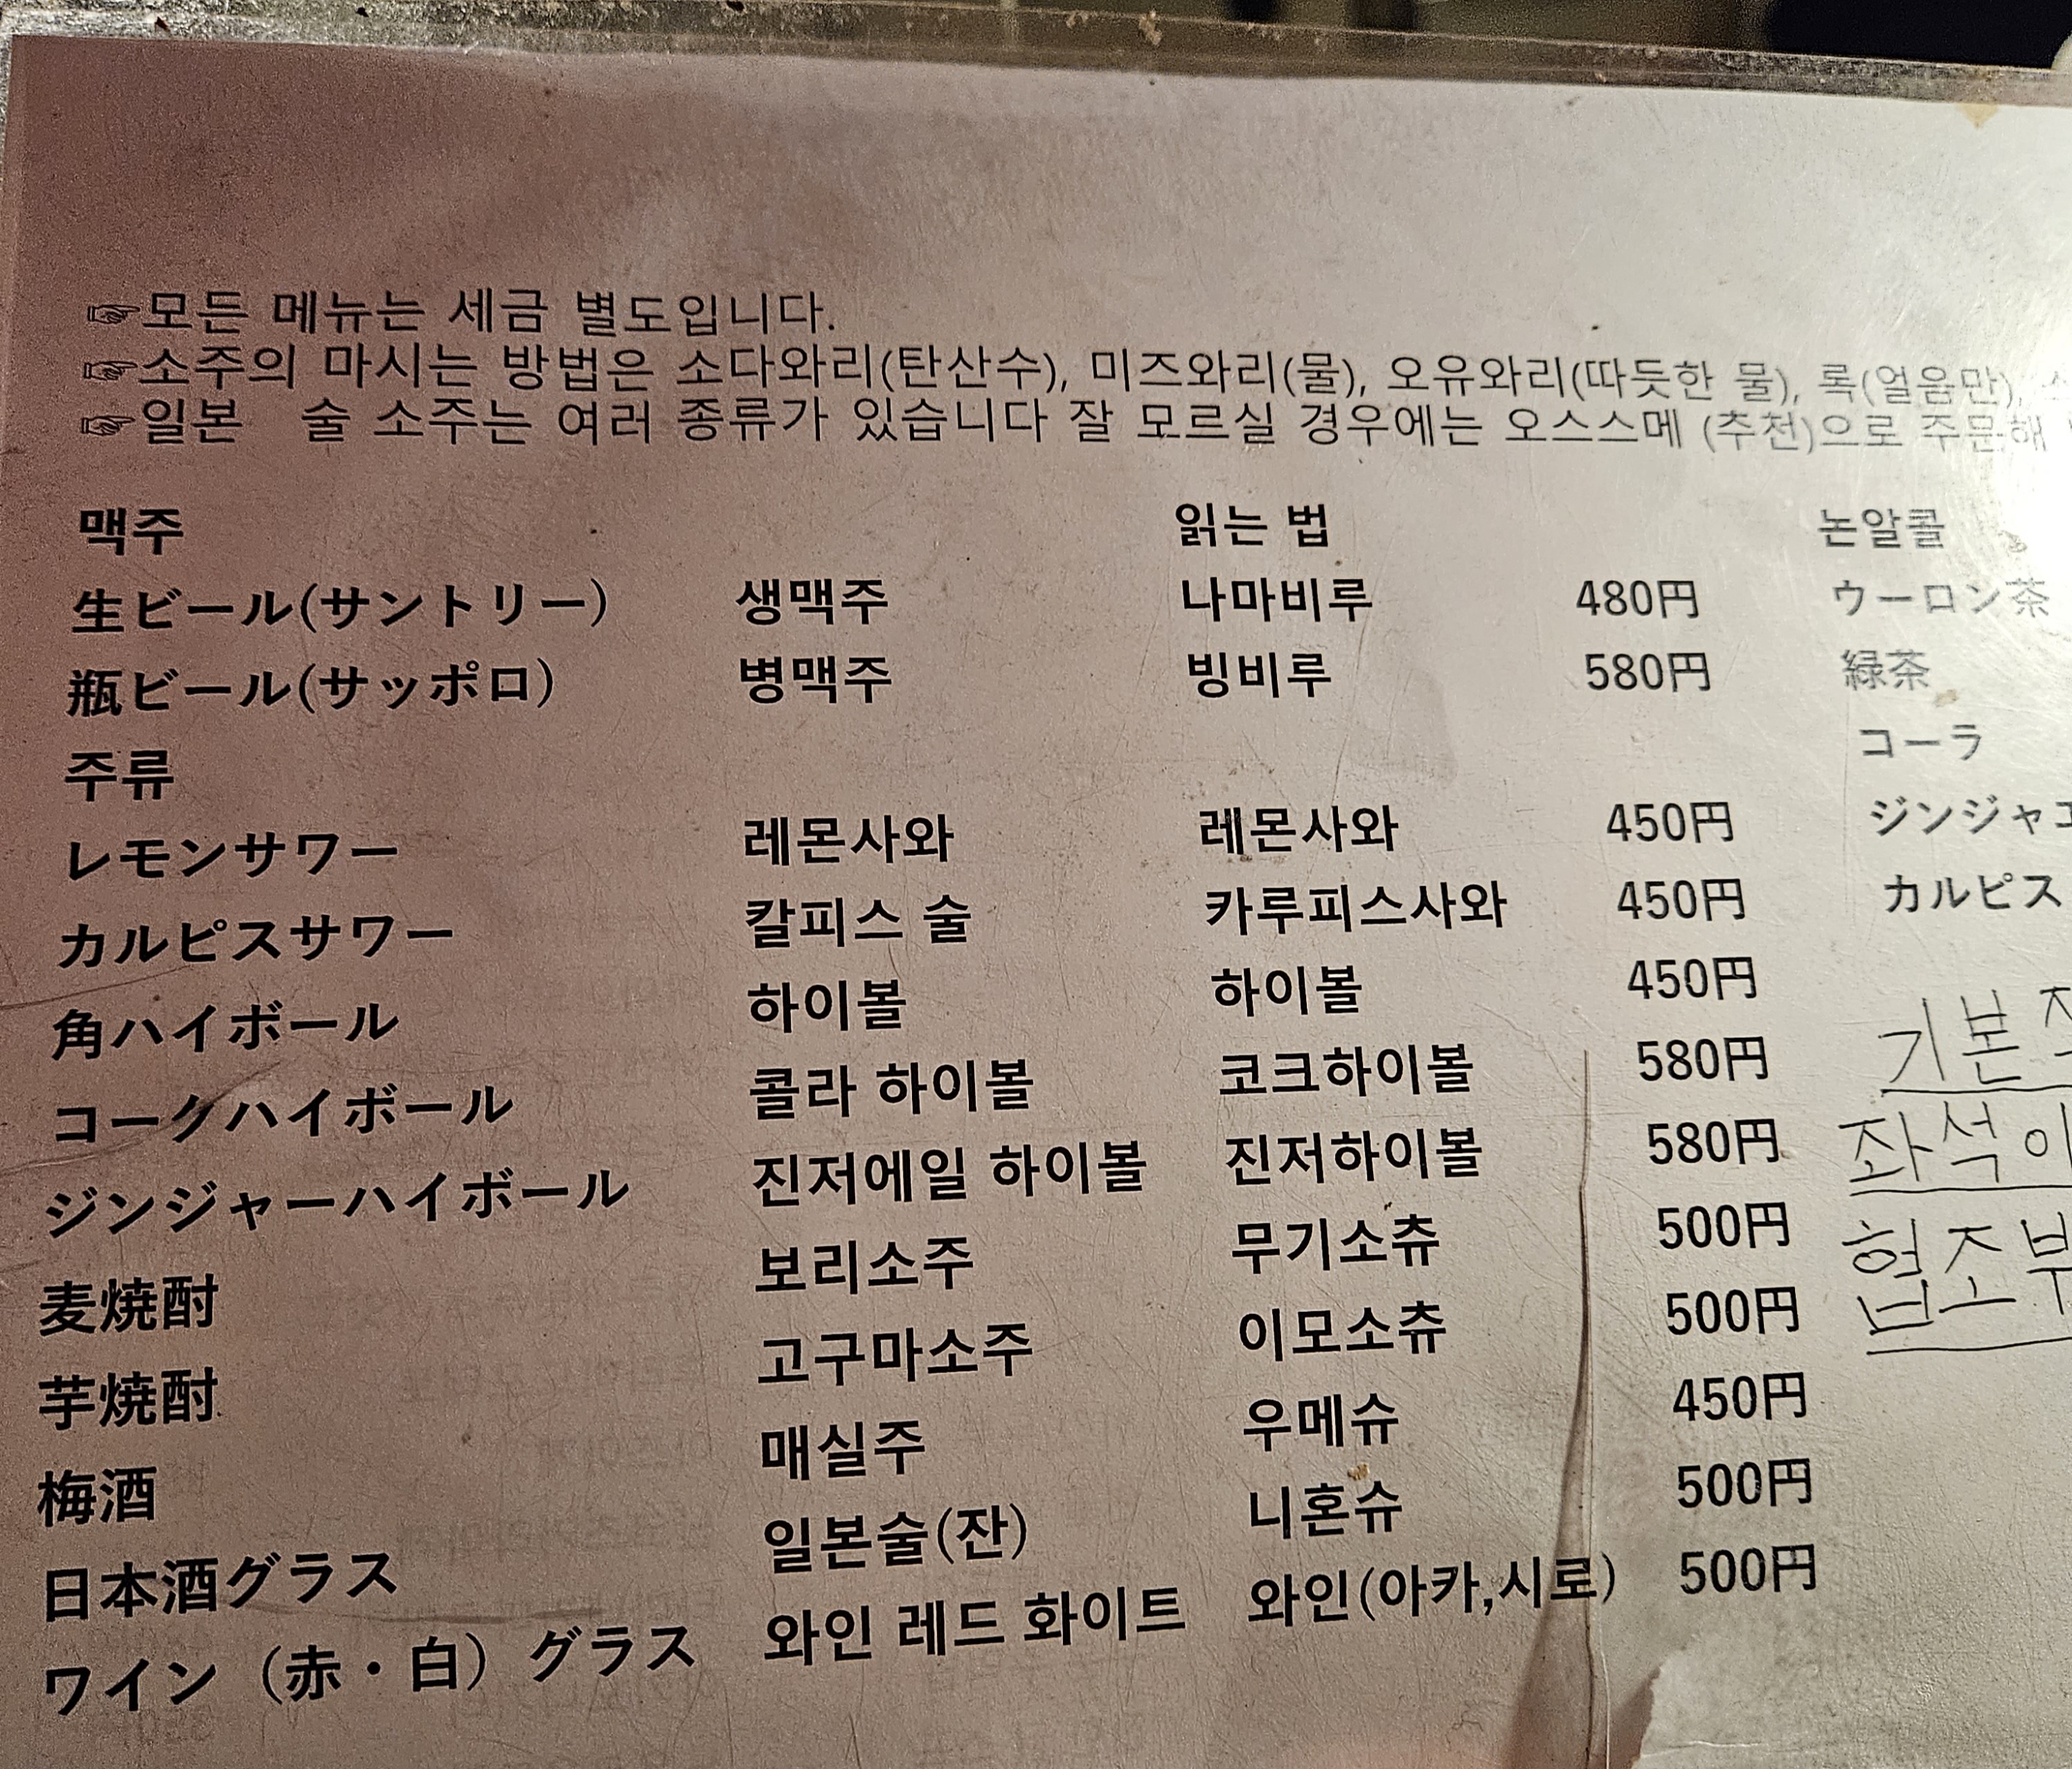 ☞모든 메뉴는 세금 별도입니다.
☞소주의 마시는 방법은 소다와리(탄산수), 미즈와리(물), 오유와리(따듯한 물), 록(얼음만),
☞일본 술 소주는 여러 종류가 있습니다 잘 모르실 경우에는 오스스메 (추천)으로 주문해
맥주 읽는 법 논알콜
生ビール(サントリー) 생맥주 나마비루 480円 ウーロン茶
瓶ビール(サッポロ) 병맥주 빙비루 580円 緑茶
주류 コーラ
レモンサワー 레몬사와 레몬사와 450円 ジンジャエ
カルピスサワー 칼피스 술 카루피스사와 450円 カルピス
角ハイボール 하이볼 하이볼 450円
コークハイボール 콜라 하이볼 코크하이볼 580円
ジンジャーハイボール 진저에일 하이볼 진저하이볼 580円
麦焼酎 보리소주 무기소츄 500円
芋焼酎 고구마소주 이모소츄 500円
梅酒 매실주 우메슈 450円
日本酒グラス 일본술(잔) 니혼슈 500円
ワイン（赤・白）グラス 와인 레드 화이트 와인(아카,시로) 500円
기본
좌석이
협조부